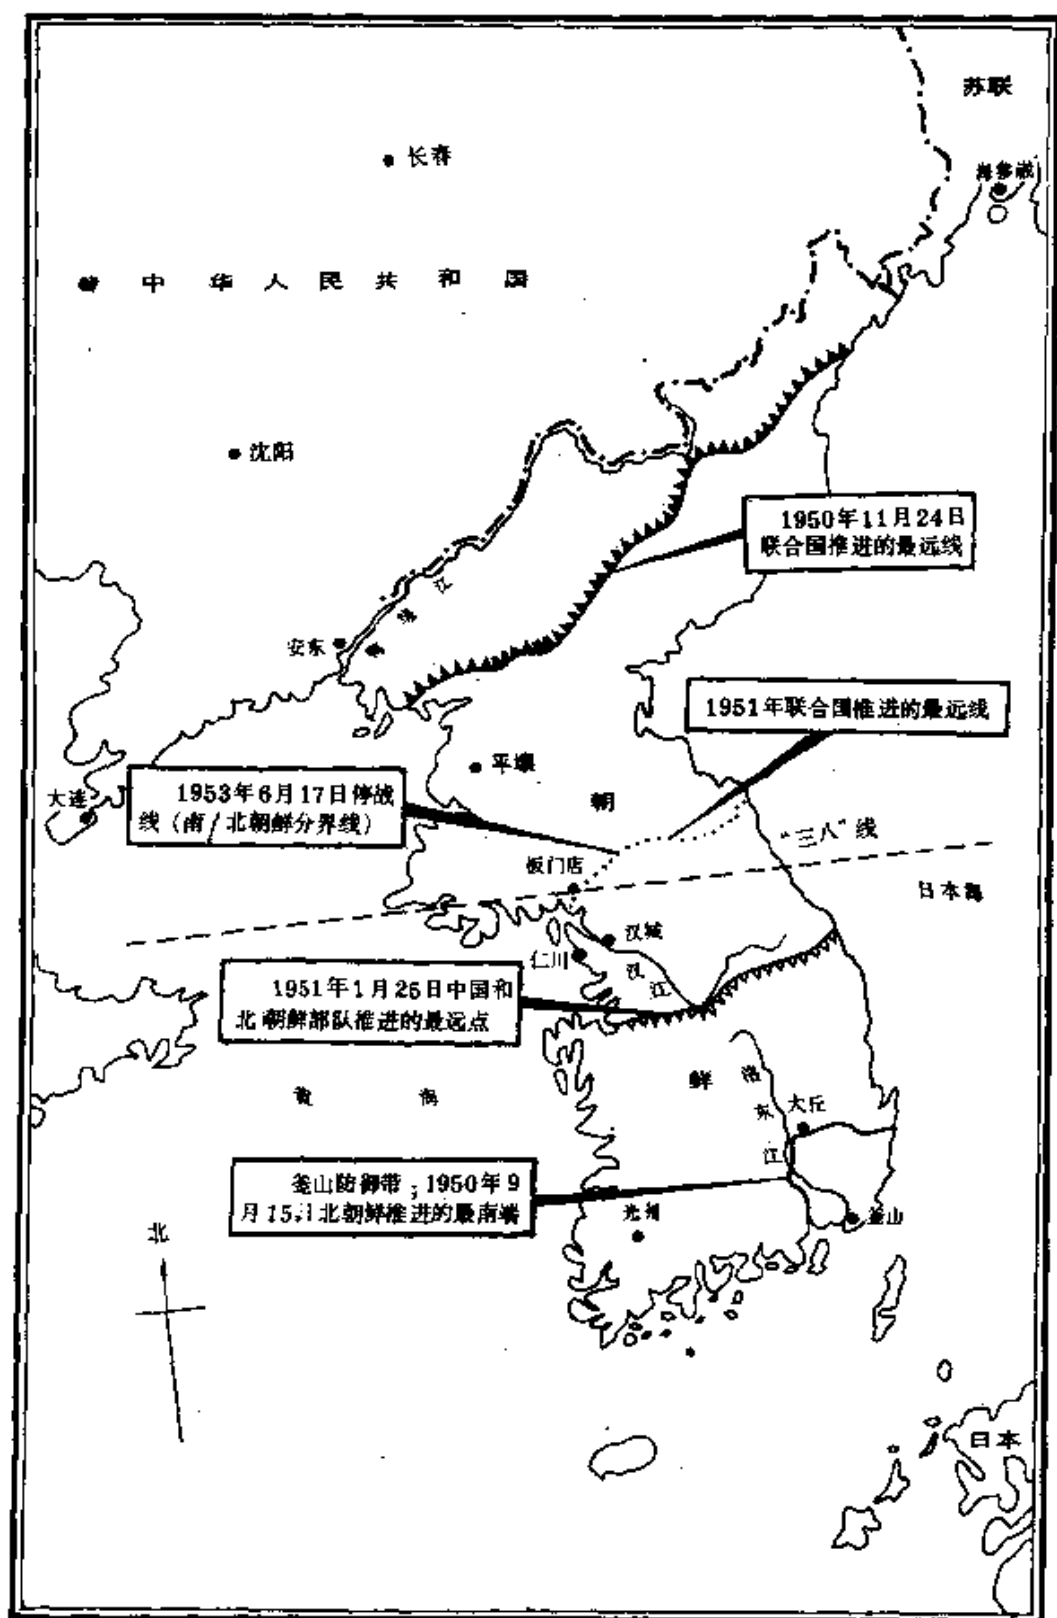 苏联
长春
海参崴
中华人民共和国
沈阳
1950年11月24日
联合国推进的最远线
鸭绿江
安东
1951年联合国推进的最远线
平壤
朝
大连
1953年6月17日停战
线(南/北朝鲜分界线)
“三八”线
板门店
日本海
汉城
仁川
汉江
1951年1月25日中国和
北朝鲜部队推进的最远点
鲜
洛东江
大丘
黄海
釜山防御带;1950年9
月15日北朝鲜推进的最南端
光州
釜山
北
日本